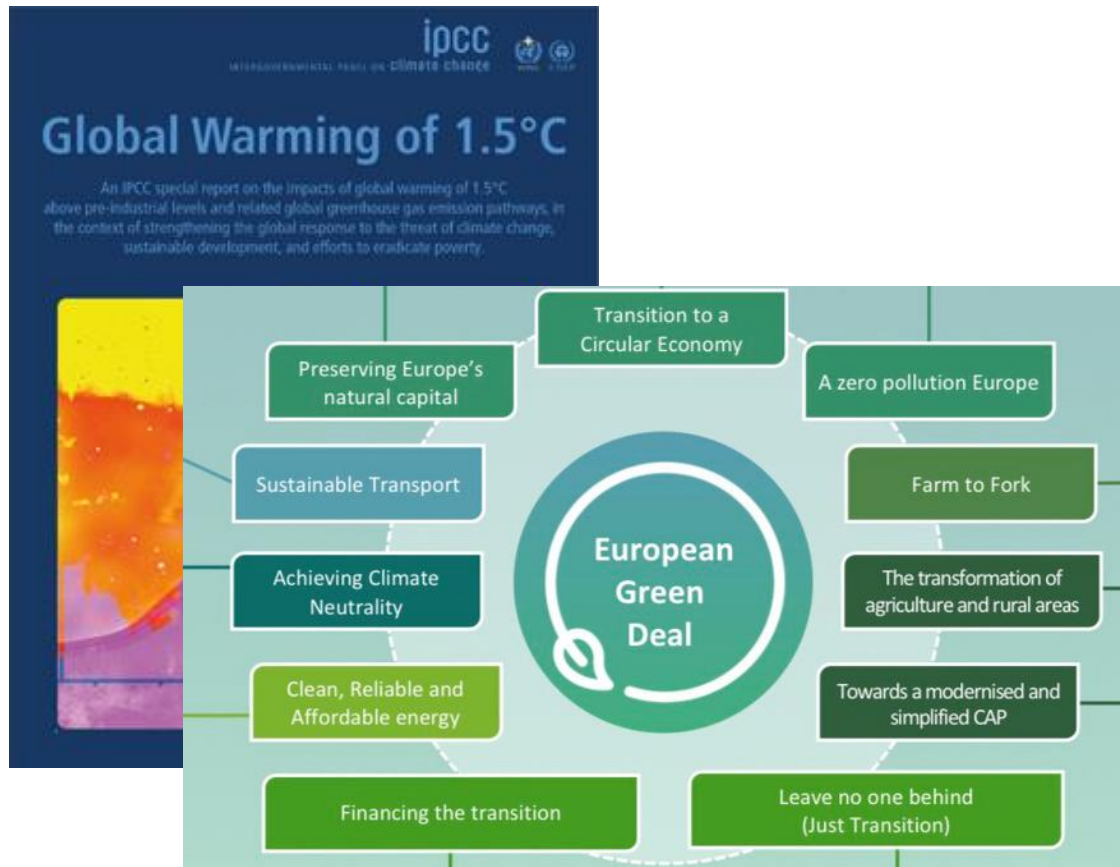 ipcc
INTERGOVERNMENTAL PANEL ON climate change
Global Warming of 1.5°C
An IPCC special report on the impacts of global warming of 1.5°C
above pre-industrial levels and related global greenhouse gas emission pathways, in
the context of strengthening the global response to the threat of climate change,
sustainable development, and efforts to eradicate poverty.
Transition to a
Circular Economy
Preserving Europe's
natural capital
A zero pollution Europe
Sustainable Transport
Farm to Fork
European
Green
Deal
Achieving Climate
Neutrality
The transformation of
agriculture and rural areas
Clean, Reliable and
Affordable energy
Towards a modernised and
simplified CAP
Financing the transition
Leave no one behind
(Just Transition)